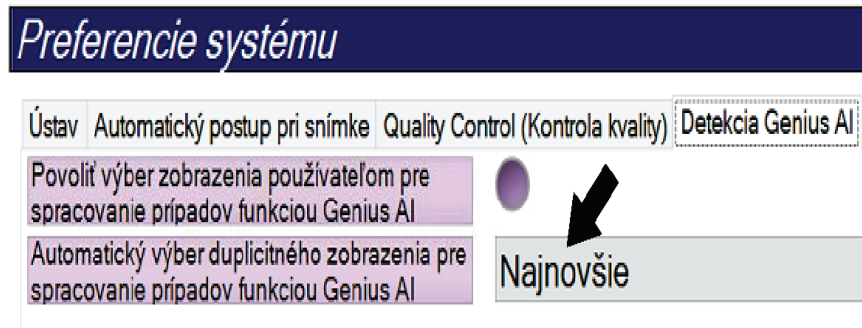 Preferencie systému
Ústav Automatický postup pri snímke Quality Control (Kontrola kvality) Detekcia Genius AI
Povoliť výber zobrazenia používateľom pre
spracovanie prípadov funkciou Genius AI
Automatický výber duplicitného zobrazenia pre
spracovanie prípadov funkciou Genius AI
Najnovšie